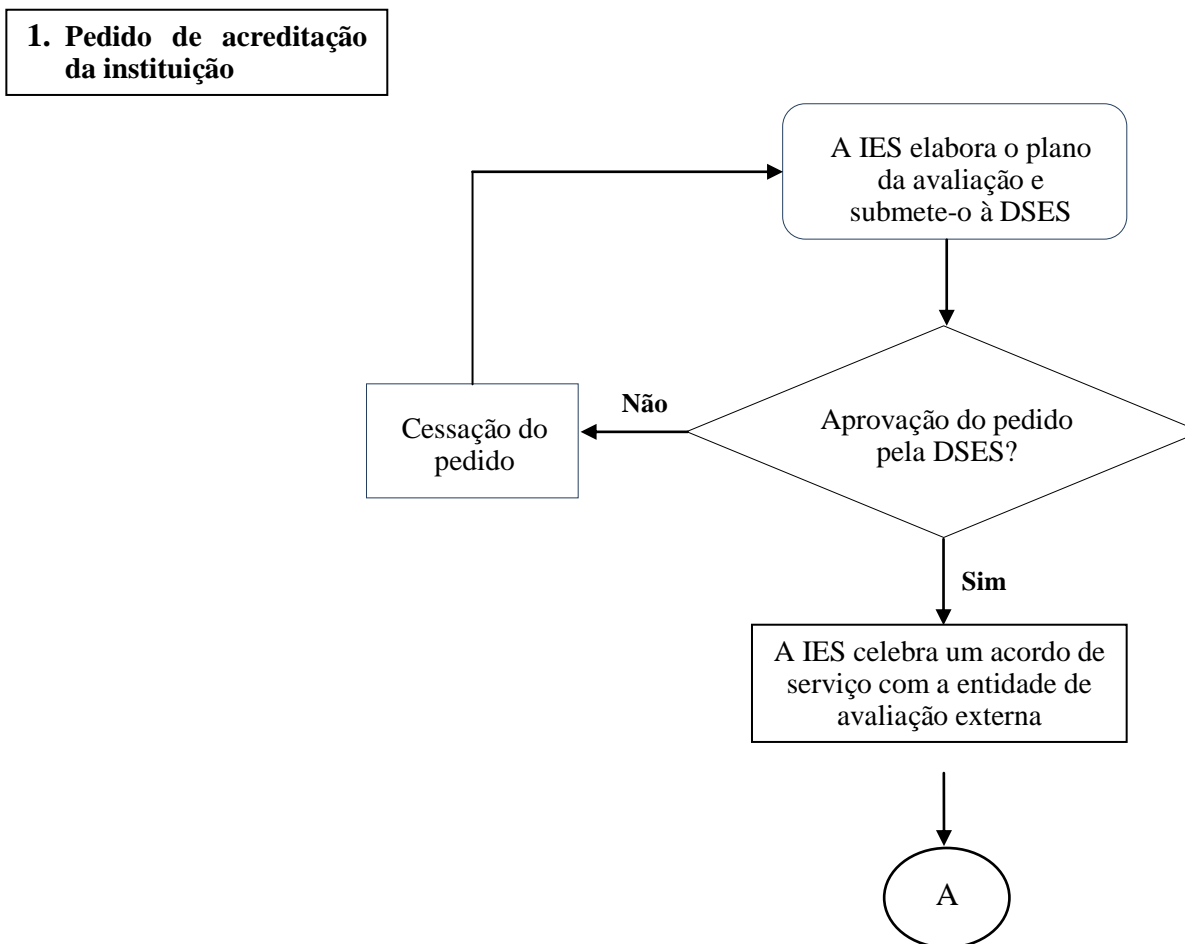 1. Pedido de acreditação
da instituição
A IES elabora o plano
da avaliação e
submete-o à DSES
Não
Cessação do
pedido
Aprovação do pedido
pela DSES?
Sim
A IES celebra um acordo de
serviço com a entidade de
avaliação externa
A